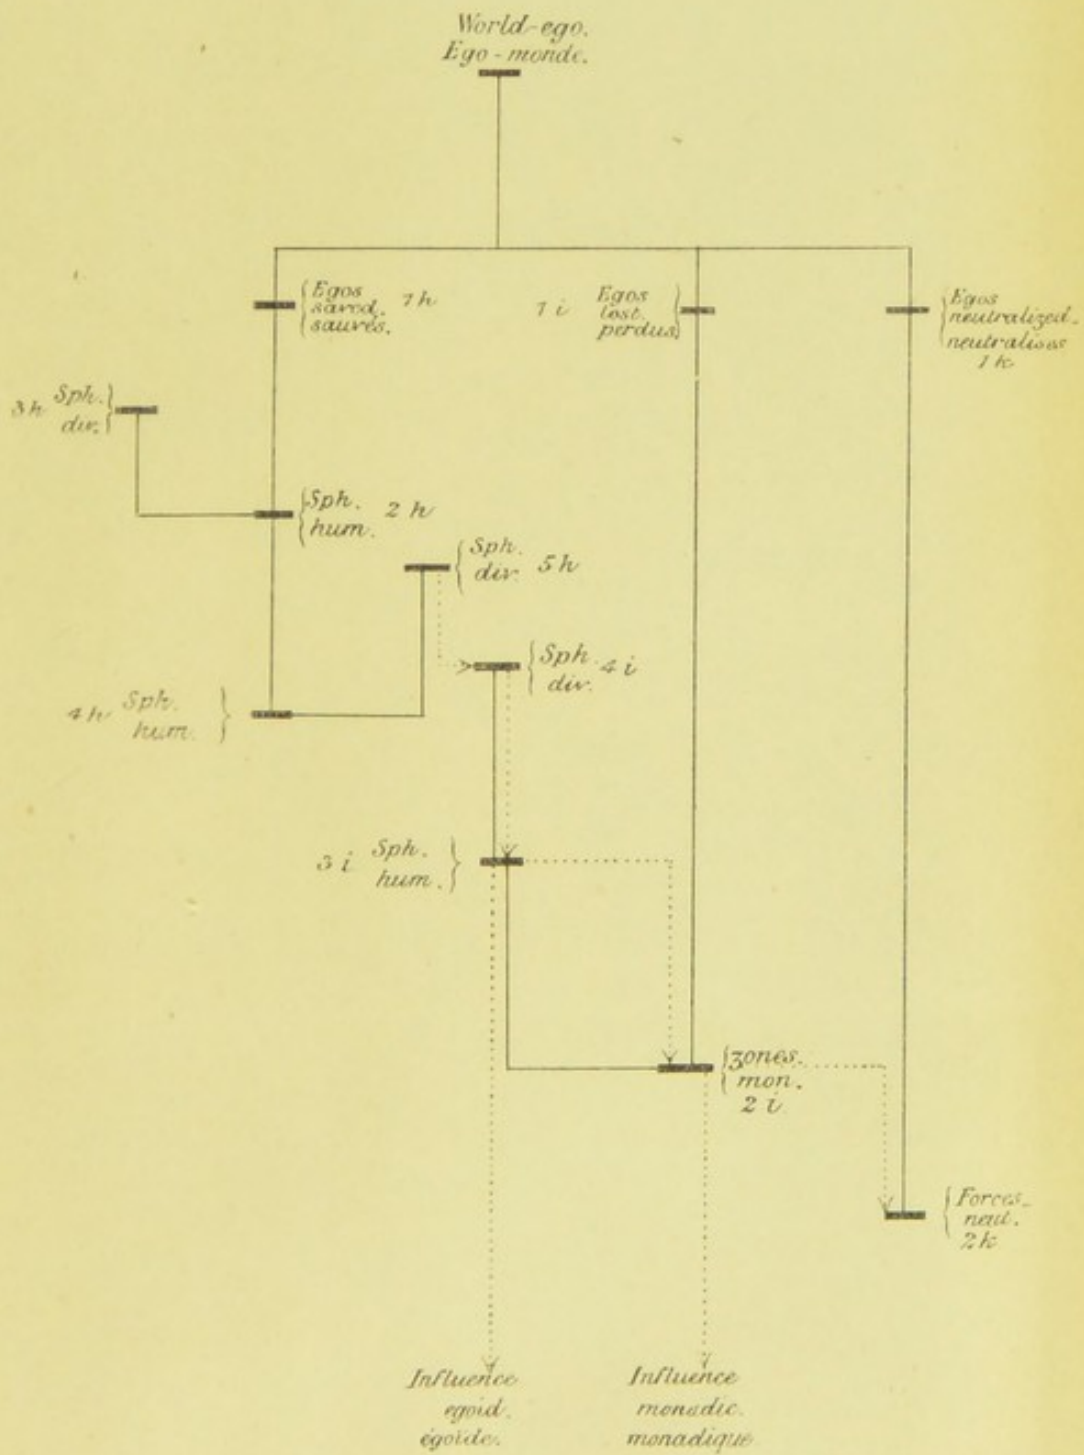 World-ego.
Ego-monde.
{Egos
saved.
sauvés.
1 h
1 i
Egos
lost.
perdus}
{Egos
neutralized.
neutralises
1 k
3 h Sph.}
div.
{Sph.
hum.
2 h
{Sph.
div.
5 h
{Sph.
div.
4 i
4 h Sph.
hum. }
3 i Sph.
hum. }
{zones.
mon.
2 i
{Forces
neut.
2 k
Influence
egoid.
égoïde.
Influence
monadic.
monadique